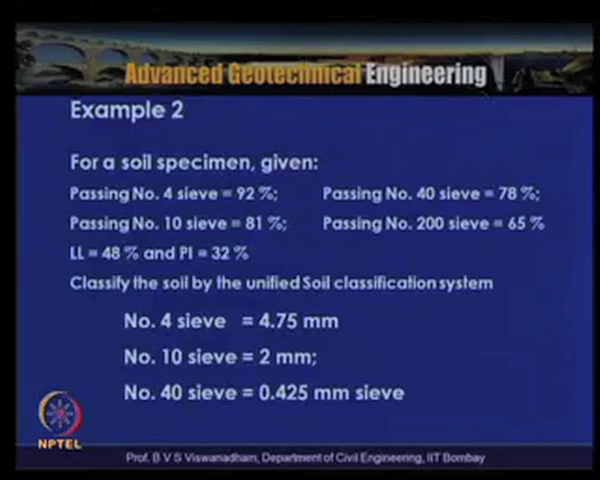 Advanced Geotechnical Engineering
Example 2
For a soil specimen, given:
Passing No. 4 sieve = 92 %; Passing No. 40 sieve = 78 %;
Passing No. 10 sieve = 81 %; Passing No. 200 sieve = 65 %
LL = 48 % and PI = 32 %
Classify the soil by the unified Soil classification system
No. 4 sieve = 4.75 mm
No. 10 sieve = 2 mm;
No. 40 sieve = 0.425 mm sieve
NPTEL
Prof. B V S Viswanadham, Department of Civil Engineering, IIT Bombay